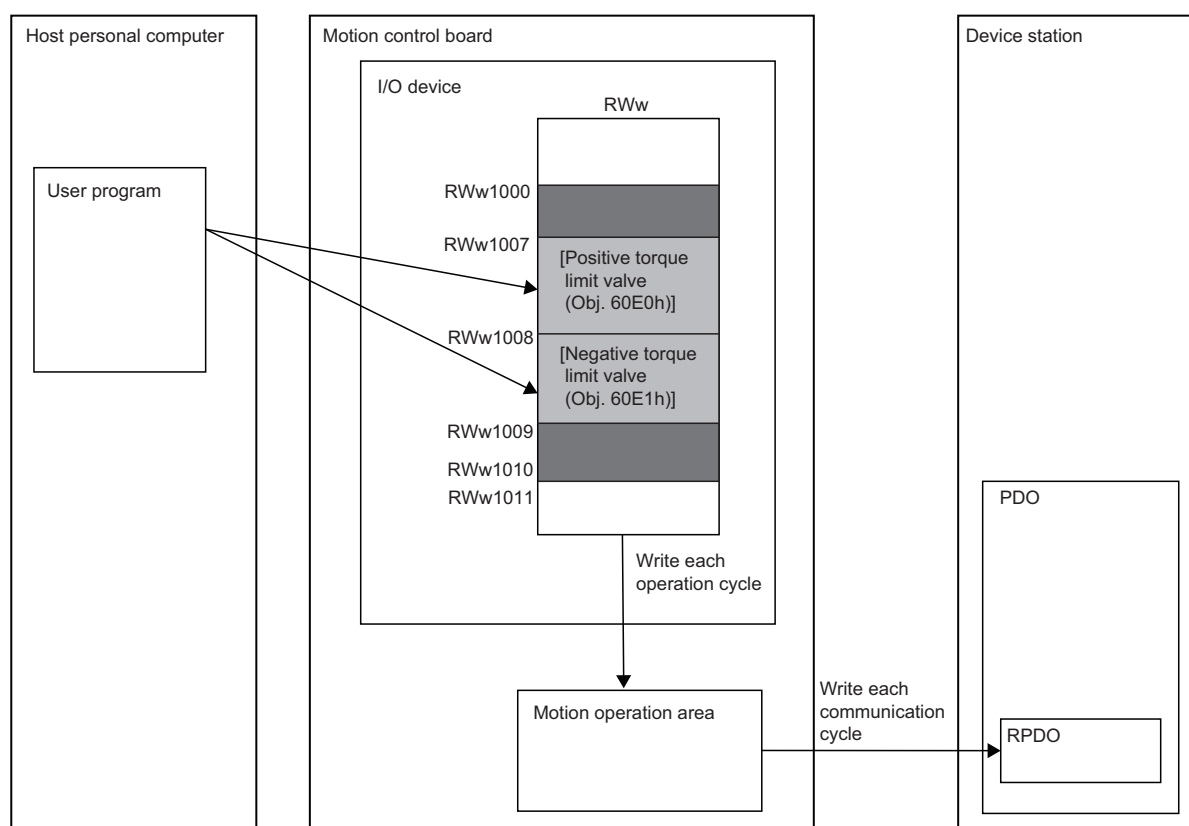 Host personal computer
Motion control board
Device station
I/O device
RWw
User program
RWw1000
RWw1007
[Positive torque
limit valve
(Obj. 60E0h)]
RWw1008
[Negative torque
limit valve
(Obj. 60E1h)]
RWw1009
RWw1010
RWw1011
PDO
Write each
operation cycle
Motion operation area
Write each
communication
cycle
RPDO